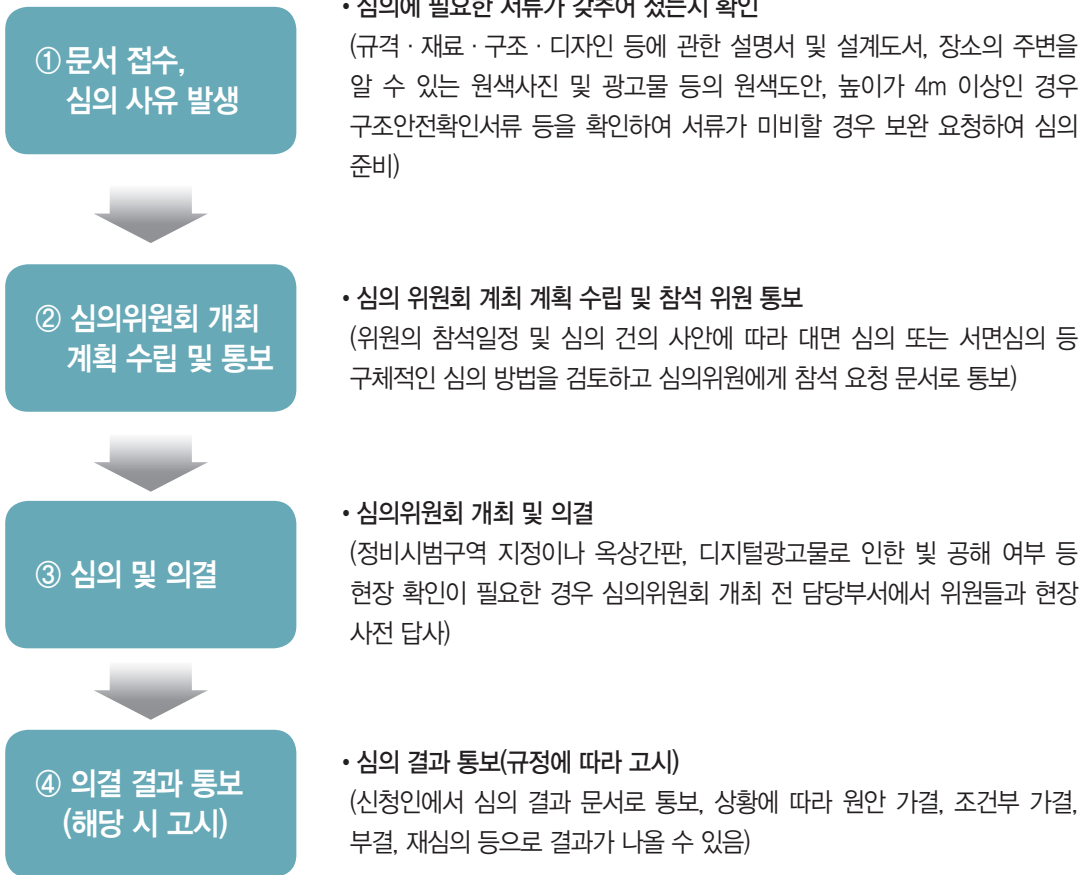 ① 문서 접수,
심의 사유 발생
• 심의에 필요한 서류가 갖추어 졌는지 확인
(규격 · 재료 · 구조 · 디자인 등에 관한 설명서 및 설계도서, 장소의 주변을
알 수 있는 원색사진 및 광고물 등의 원색도안, 높이가 4m 이상인 경우
구조안전확인서류 등을 확인하여 서류가 미비할 경우 보완 요청하여 심의
준비)
② 심의위원회 개최
계획 수립 및 통보
• 심의 위원회 계최 계획 수립 및 참석 위원 통보
(위원의 참석일정 및 심의 건의 사안에 따라 대면 심의 또는 서면심의 등
구체적인 심의 방법을 검토하고 심의위원에게 참석 요청 문서로 통보)
③ 심의 및 의결
• 심의위원회 개최 및 의결
(정비시범구역 지정이나 옥상간판, 디지털광고물로 인한 빛 공해 여부 등
현장 확인이 필요한 경우 심의위원회 개최 전 담당부서에서 위원들과 현장
사전 답사)
④ 의결 결과 통보
(해당 시 고시)
• 심의 결과 통보(규정에 따라 고시)
(신청인에서 심의 결과 문서로 통보, 상황에 따라 원안 가결, 조건부 가결,
부결, 재심의 등으로 결과가 나올 수 있음)